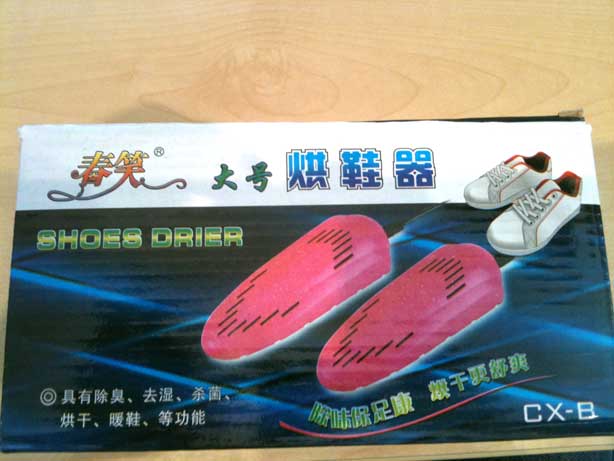 春笑®
大号 烘鞋器
SHOES DRIER
◎具有除臭、去湿、杀菌、
烘干、暖鞋、等功能
除味保足康 烘干更舒爽
CX-B